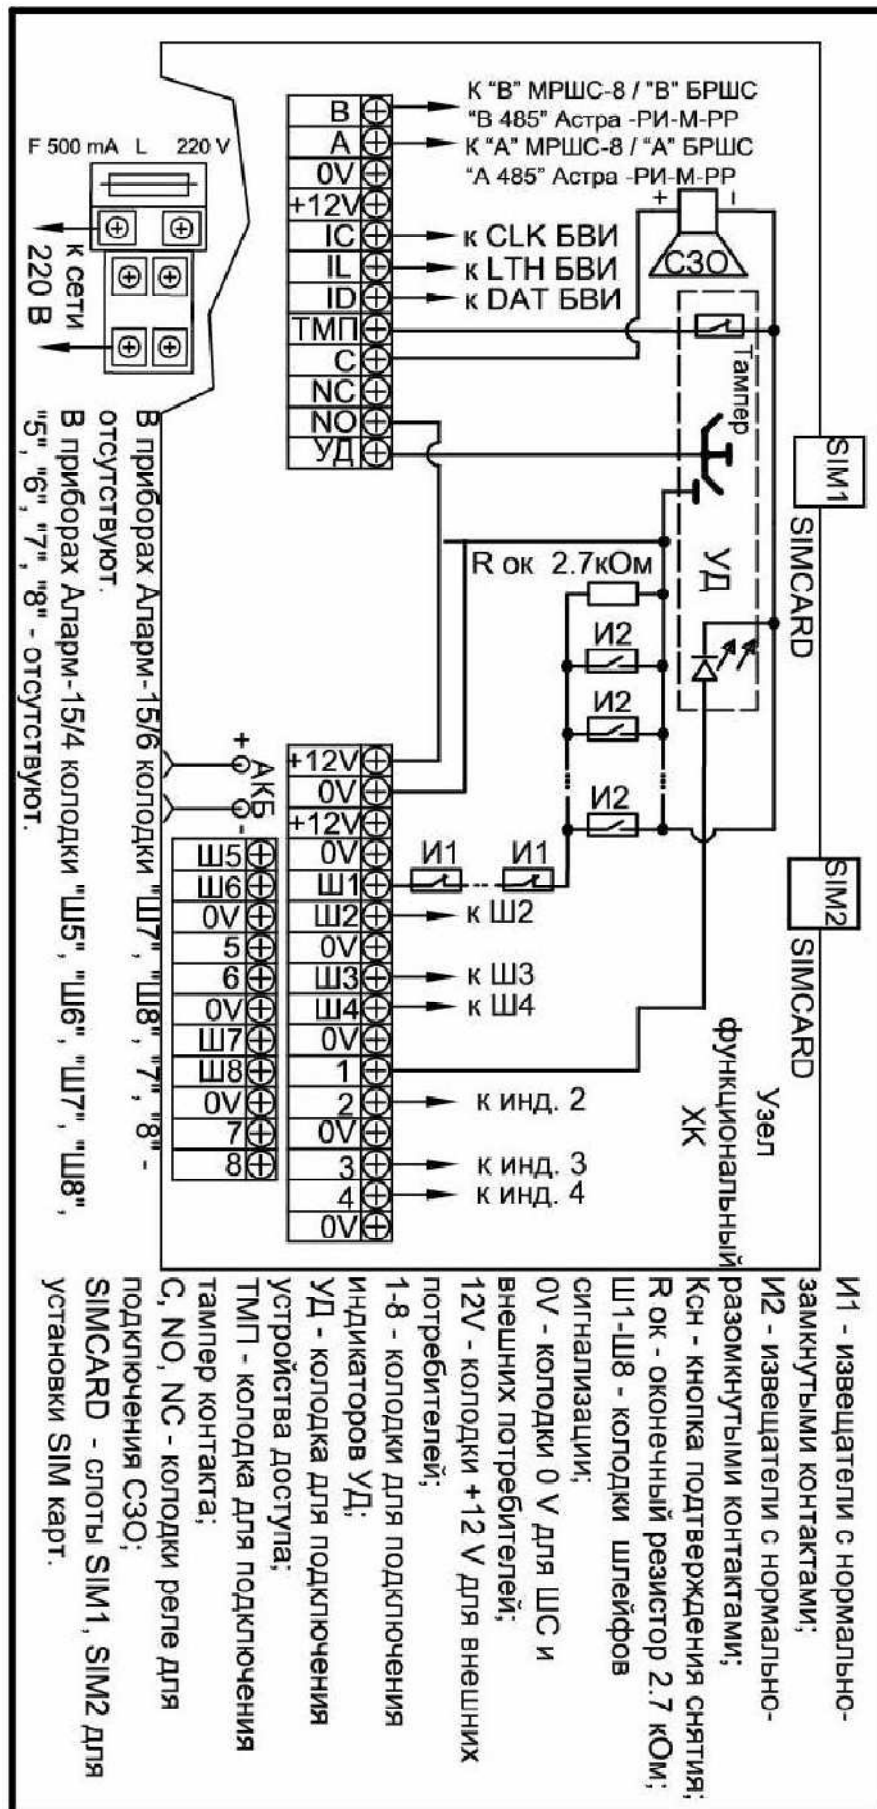 К "В" МРШС-8 / "В" БРШС
"В 485" Астра -РИ-М-РР
К "А" МРШС-8 / "А" БРШС
"А 485" Астра -РИ-М-РР
F 500 mA L 220 V
к сети
220 В
B
A
0V
+12V
IC
IL
ID
ТМП
C
NC
NO
УД
к CLK БВИ
к LTH БВИ
к DAT БВИ
+ –
СЗО
Тампер
УД
SIM1
SIMCARD
R ок 2.7кОм
И2
И2
И2
SIM2
SIMCARD
+ АКБ -
+12V
0V
+12V
0V
Ш1
Ш2
0V
Ш3
Ш4
0V
1
2
0V
3
4
0V
И1 И1
к Ш2
к Ш3
к Ш4
к инд. 2
к инд. 3
к инд. 4
Ш5
Ш6
0V
5
6
0V
Ш7
Ш8
0V
7
8
Узел
функциональный
ХК
В приборах Аларм-15/6 колодки "Ш7", "Ш8", "7", "8" -
отсутствуют.
В приборах Аларм-15/4 колодки "Ш5", "Ш6", "Ш7", "Ш8",
"5", "6", "7", "8" - отсутствуют.
И1 - извещатели с нормально-
замкнутыми контактами;
И2 - извещатели с нормально-
разомкнутыми контактами;
Ксн - кнопка подтверждения снятия;
R ок - оконечный резистор 2.7 кОм;
Ш1-Ш8 - колодки шлейфов
сигнализации;
0V - колодки 0 V для ШС и
внешних потребителей;
12V - колодки +12 V для внешних
потребителей;
1-8 - колодки для подключения
индикаторов УД;
УД - колодка для подключения
устройства доступа;
ТМП - колодка для подключения
тампер контакта;
C, NO, NC - колодки реле для
подключения СЗО;
SIMCARD - слоты SIM1, SIM2 для
установки SIM карт.